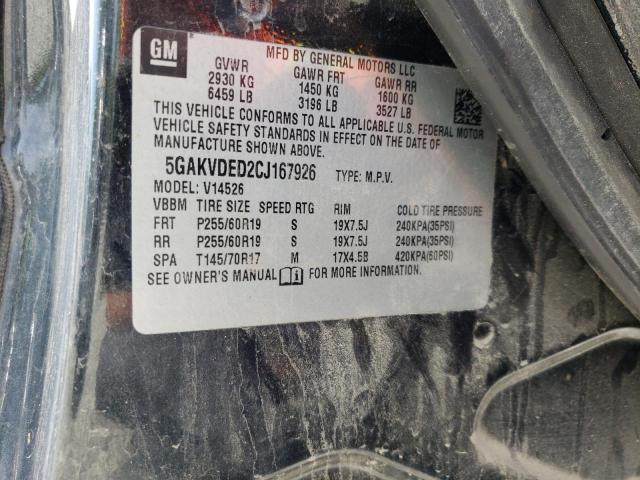 GM
MFD BY GENERAL MOTORS LLC
GVWR GAWR FRT GAWR RR
2930 KG 1450 KG 1600 KG
6459 LB 3196 LB 3527 LB
THIS VEHICLE CONFORMS TO ALL APPLICABLE U.S. FEDERAL MOTOR
VEHICLE SAFETY STANDARDS IN EFFECT ON THE DATE OF
MANUFACTURE SHOWN ABOVE.
5GAKVDED2CJ167926 TYPE: M.P.V.
MODEL: V14526
VBBM TIRE SIZE SPEED RTG RIM COLD TIRE PRESSURE
FRT P255/60R19 S 19X7.5J 240KPA(35PSI)
RR P255/60R19 S 19X7.5J 240KPA(35PSI)
SPA T145/70R17 M 17X4.5B 420KPA(60PSI)
SEE OWNER'S MANUAL FOR MORE INFORMATION.